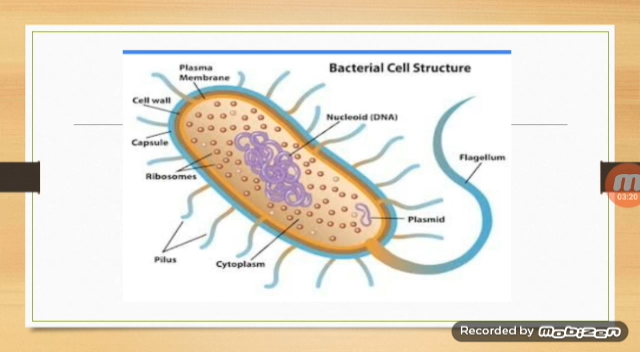 Bacterial Cell Structure
Plasma
Membrane
Cell wall
Nucleoid (DNA)
Capsule
Flagellum
Ribosomes
Plasmid
Pilus
Cytoplasm
03:20
Recorded by mobizen